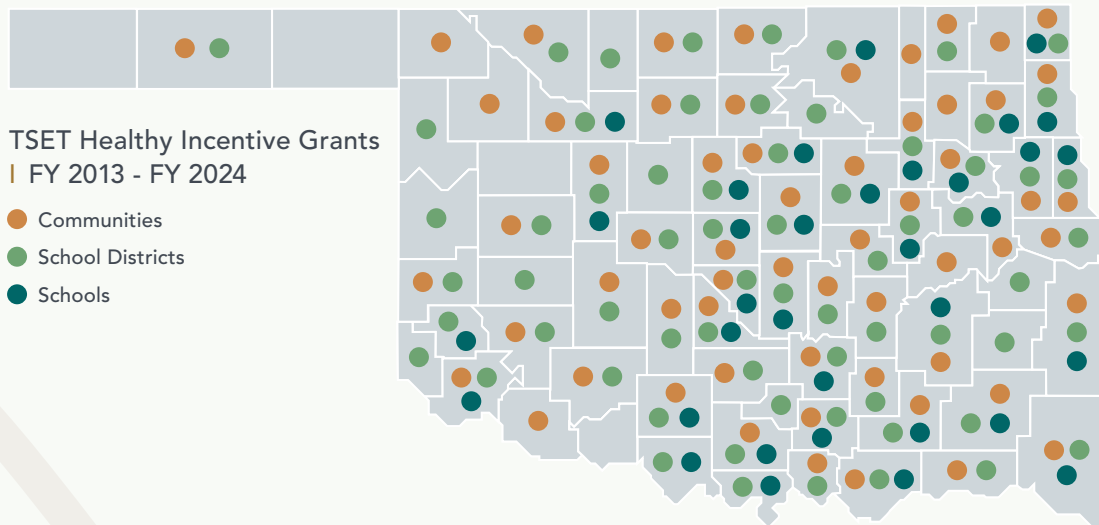 TSET Healthy Incentive Grants
| FY 2013 - FY 2024
Communities
School Districts
Schools